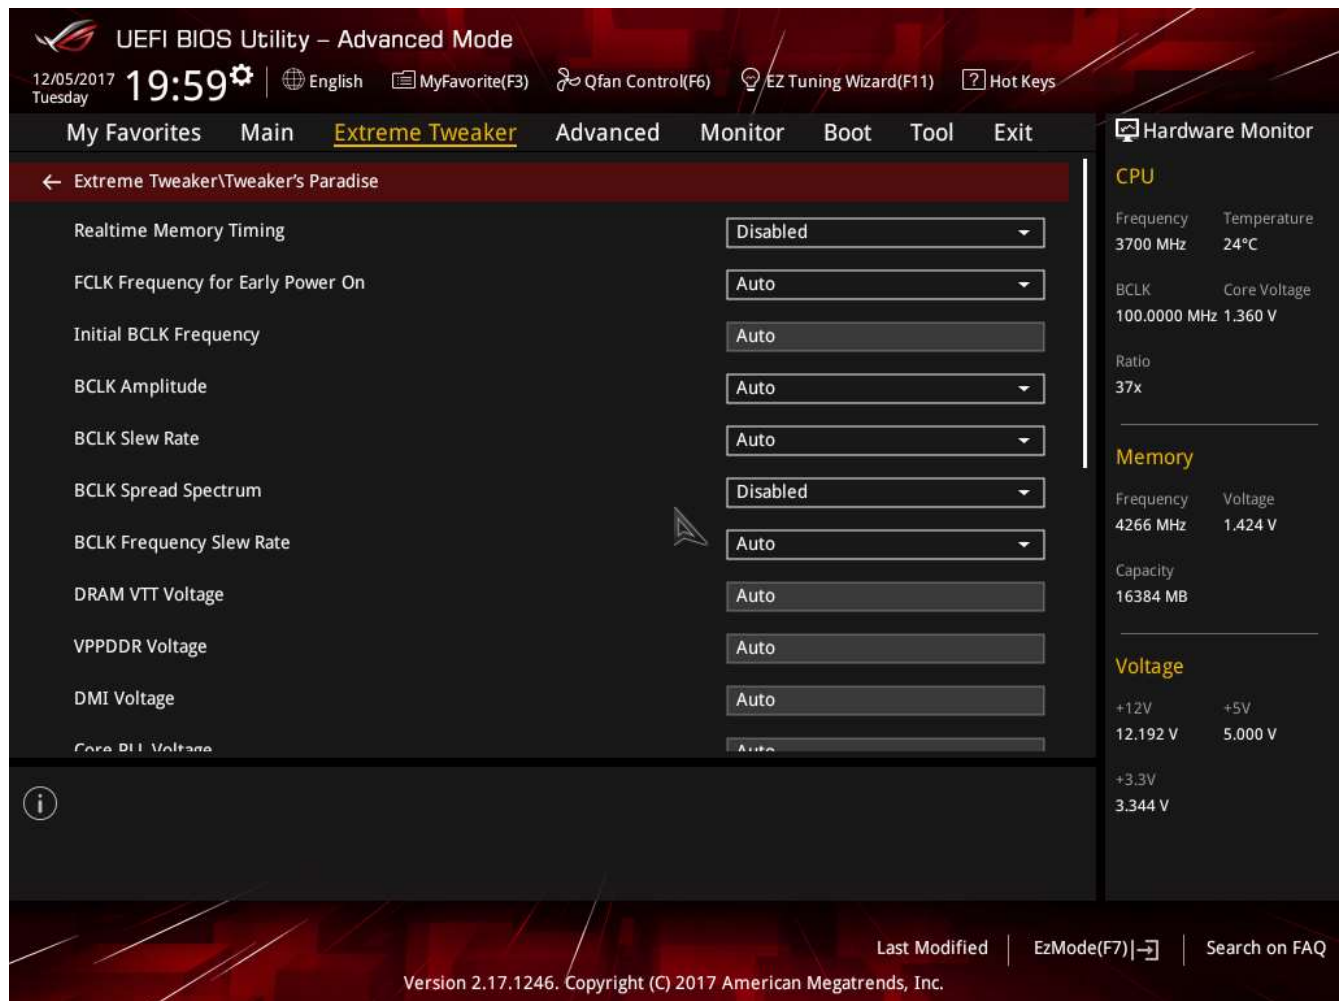 UEFI BIOS Utility – Advanced Mode
12/05/2017 Tuesday 19:59 English MyFavorite(F3) Qfan Control(F6) EZ Tuning Wizard(F11) ? Hot Keys
My Favorites Main Extreme Tweaker Advanced Monitor Boot Tool Exit
Extreme Tweaker\Tweaker's Paradise
Realtime Memory Timing Disabled
FCLK Frequency for Early Power On Auto
Initial BCLK Frequency Auto
BCLK Amplitude Auto
BCLK Slew Rate Auto
BCLK Spread Spectrum Disabled
BCLK Frequency Slew Rate Auto
DRAM VTT Voltage Auto
VPPDDR Voltage Auto
DMI Voltage Auto
Core PLL Voltage Auto
Hardware Monitor
CPU
Frequency Temperature
3700 MHz 24°C
BCLK Core Voltage
100.0000 MHz 1.360 V
Ratio
37x
Memory
Frequency Voltage
4266 MHz 1.424 V
Capacity
16384 MB
Voltage
+12V +5V
12.192 V 5.000 V
+3.3V
3.344 V
Last Modified EzMode(F7) Search on FAQ
Version 2.17.1246. Copyright (C) 2017 American Megatrends, Inc.